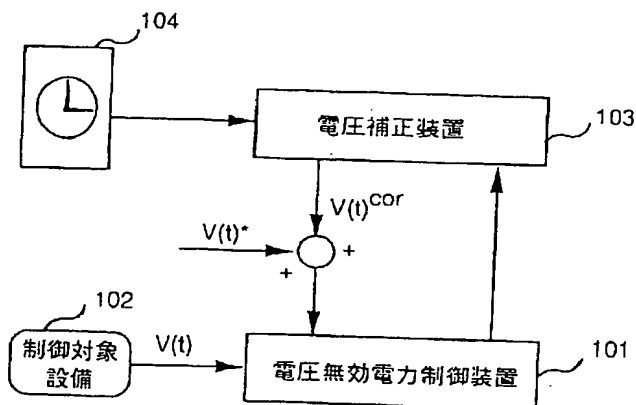 104
電圧補正装置
103
V(t)cor
V(t)*
+
+
102
制御対象
設備
V(t)
電圧無効電力制御装置
101